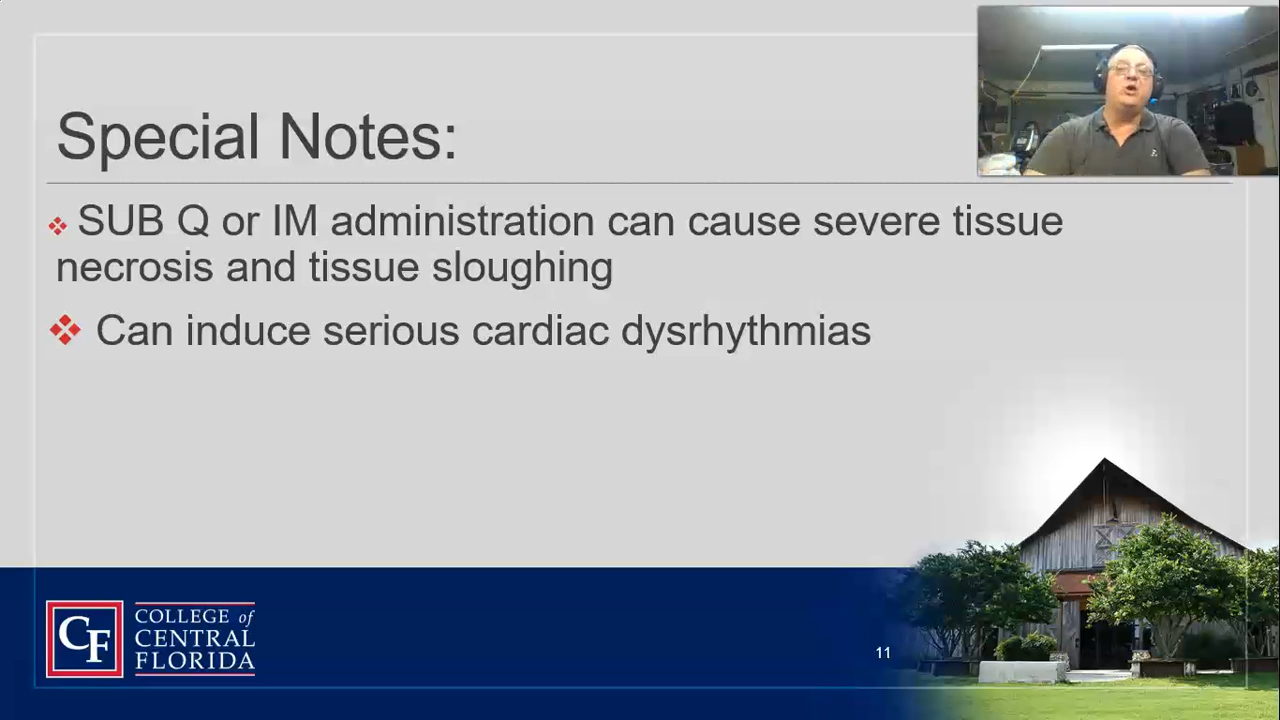 Special Notes:
❖ SUB Q or IM administration can cause severe tissue
necrosis and tissue sloughing
❖ Can induce serious cardiac dysrhythmias
CF
COLLEGE of
CENTRAL
FLORIDA
11